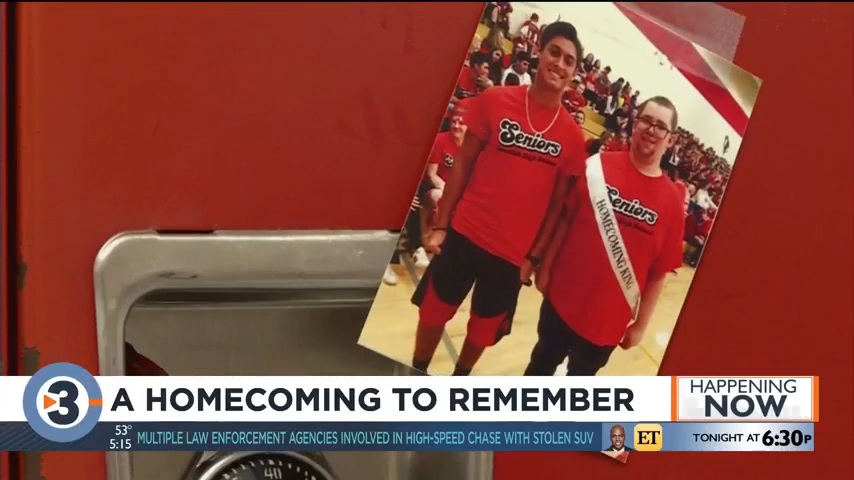 Seniors
Seniors
HOMECOMING KING
3
A HOMECOMING TO REMEMBER
HAPPENING
NOW
53°
5:15
MULTIPLE LAW ENFORCEMENT AGENCIES INVOLVED IN HIGH-SPEED CHASE WITH STOLEN SUV
ET
TONIGHT AT 6:30P
40